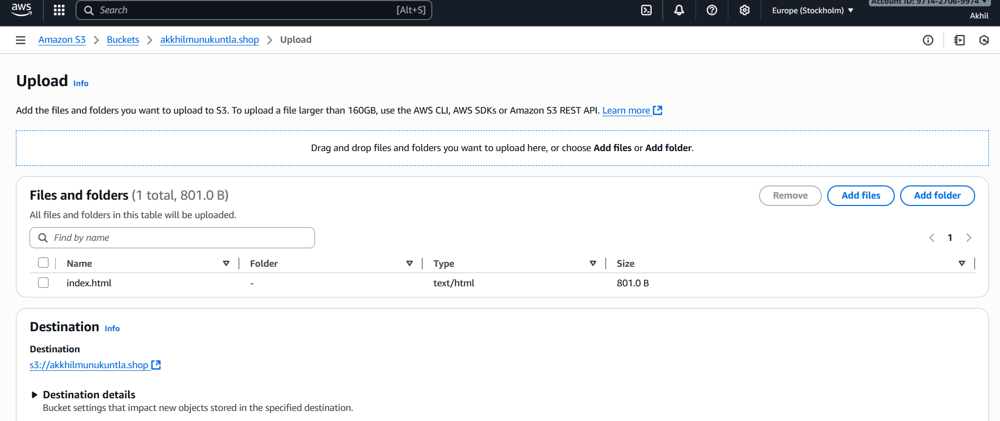 aws
Search [Alt+S]
Europe (Stockholm)
Account ID: 9714-2706-9974
Akhil
Amazon S3 > Buckets > akkhilmunukuntla.shop > Upload
Upload Info
Add the files and folders you want to upload to S3. To upload a file larger than 160GB, use the AWS CLI, AWS SDKs or Amazon S3 REST API. Learn more
Drag and drop files and folders you want to upload here, or choose Add files or Add folder.
Files and folders (1 total, 801.0 B)
Remove Add files Add folder
All files and folders in this table will be uploaded.
Find by name
1
Name Folder Type Size
index.html - text/html 801.0 B
Destination Info
Destination
s3://akkhilmunukuntla.shop
Destination details
Bucket settings that impact new objects stored in the specified destination.